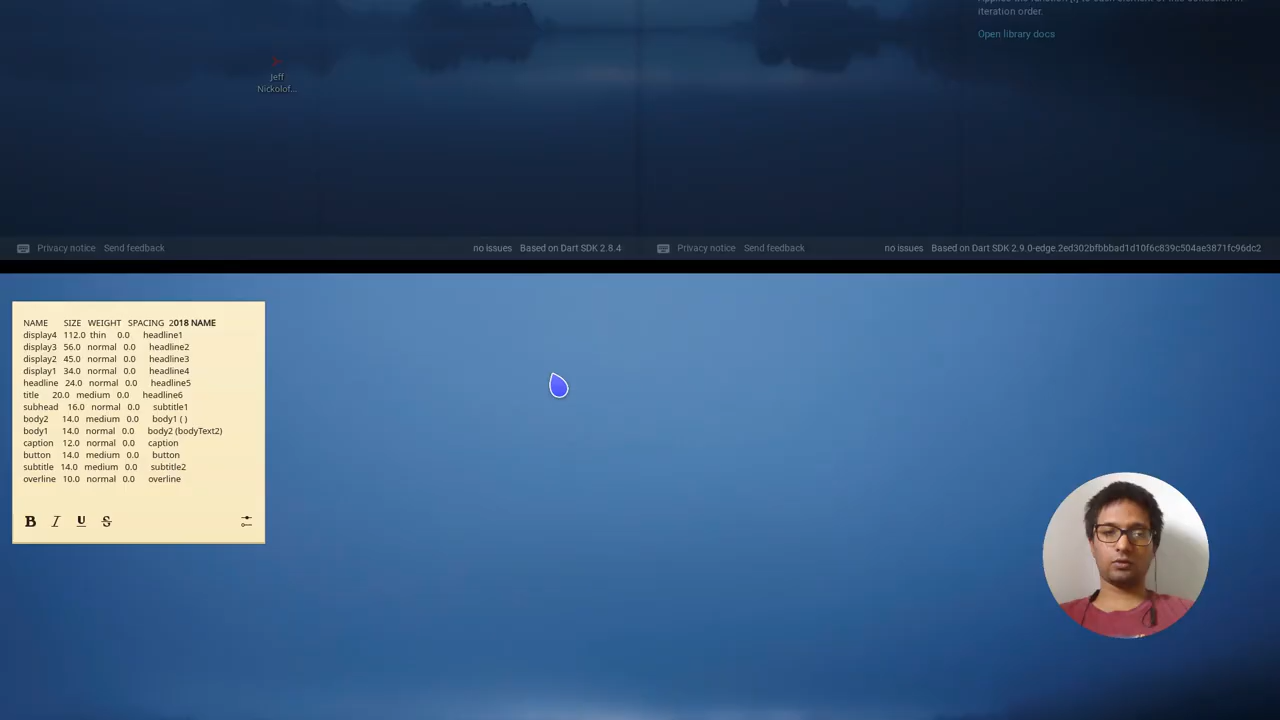 iteration order.
Open library docs
Jeff
Nickolof...
Privacy notice Send feedback
no issues Based on Dart SDK 2.8.4
Privacy notice Send feedback
no issues Based on Dart SDK 2.9.0-edge.2ed302bfbbbad1d10f6c839c504ae3871fc96dc2
NAME SIZE WEIGHT SPACING 2018 NAME
display4 112.0 thin 0.0 headline1
display3 56.0 normal 0.0 headline2
display2 45.0 normal 0.0 headline3
display1 34.0 normal 0.0 headline4
headline 24.0 normal 0.0 headline5
title 20.0 medium 0.0 headline6
subhead 16.0 normal 0.0 subtitle1
body2 14.0 medium 0.0 body1 ( )
body1 14.0 normal 0.0 body2 (bodyText2)
caption 12.0 normal 0.0 caption
button 14.0 medium 0.0 button
subtitle 14.0 medium 0.0 subtitle2
overline 10.0 normal 0.0 overline
B I U S